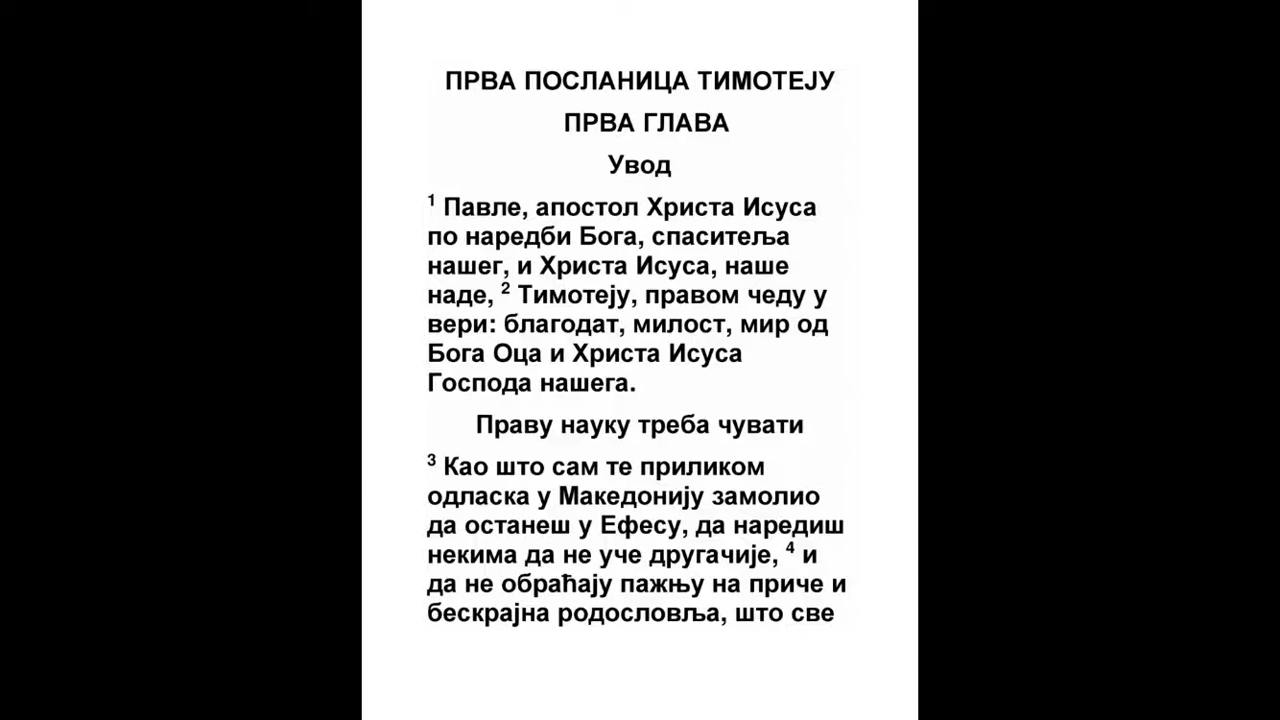 ПРВА ПОСЛАНИЦА ТИМОТЕЈУ
ПРВА ГЛАВА
Увод
¹ Павле, апостол Христа Исуса
по наредби Бога, спаситеља
нашег, и Христа Исуса, наше
наде, ² Тимотеју, правом чеду у
вери: благодат, милост, мир од
Бога Оца и Христа Исуса
Господа нашега.
Праву науку треба чувати
³ Као што сам те приликом
одласка у Македонију замолио
да останеш у Ефесу, да наредиш
некима да не уче другачије, ⁴ и
да не обраћају пажњу на приче и
бескрајна родословља, што све